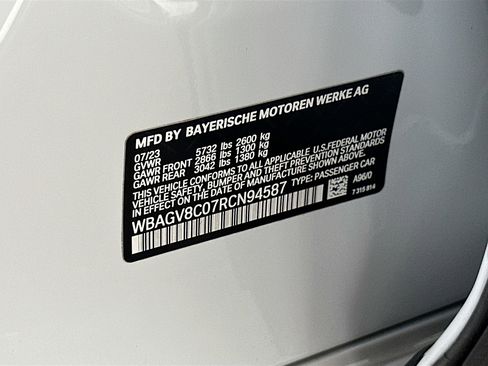 MFD BY BAYERISCHE MOTOREN WERKE AG
07/23 5732 lbs 2600 kg
GVWR
GAWR FRONT 2866 lbs 1300 kg
GAWR REAR 3042 lbs 1380 kg
THIS VEHICLE CONFORMS TO ALL APPLICABLE U.S.FEDERAL MOTOR
VEHICLE SAFETY, BUMPER AND THEFT PREVENTION STANDARDS IN
EFFECT ON THE DATE OF MANUFACTURE SHOWN ABOVE.
WBAGV8C07RCN94587 TYPE: PASSENGER CAR
A96/0
7 315 814